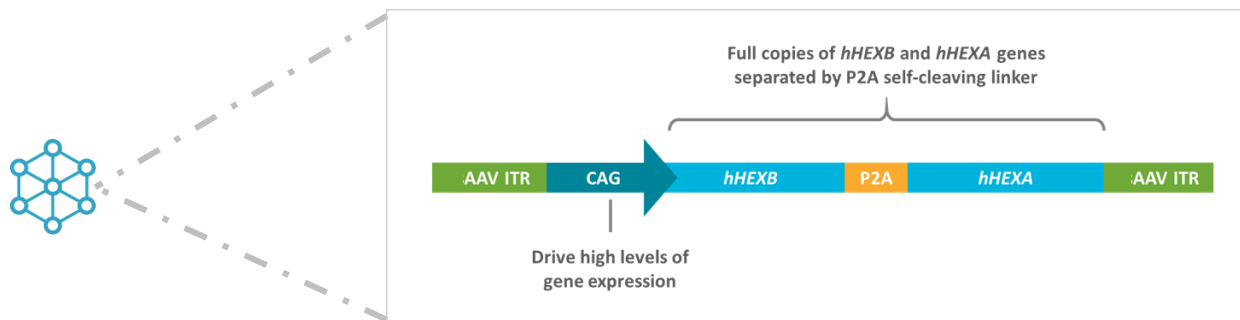 Full copies of hHEXB and hHEXA genes
separated by P2A self-cleaving linker
AAV ITR CAG hHEXB P2A hHEXA AAV ITR
Drive high levels of
gene expression